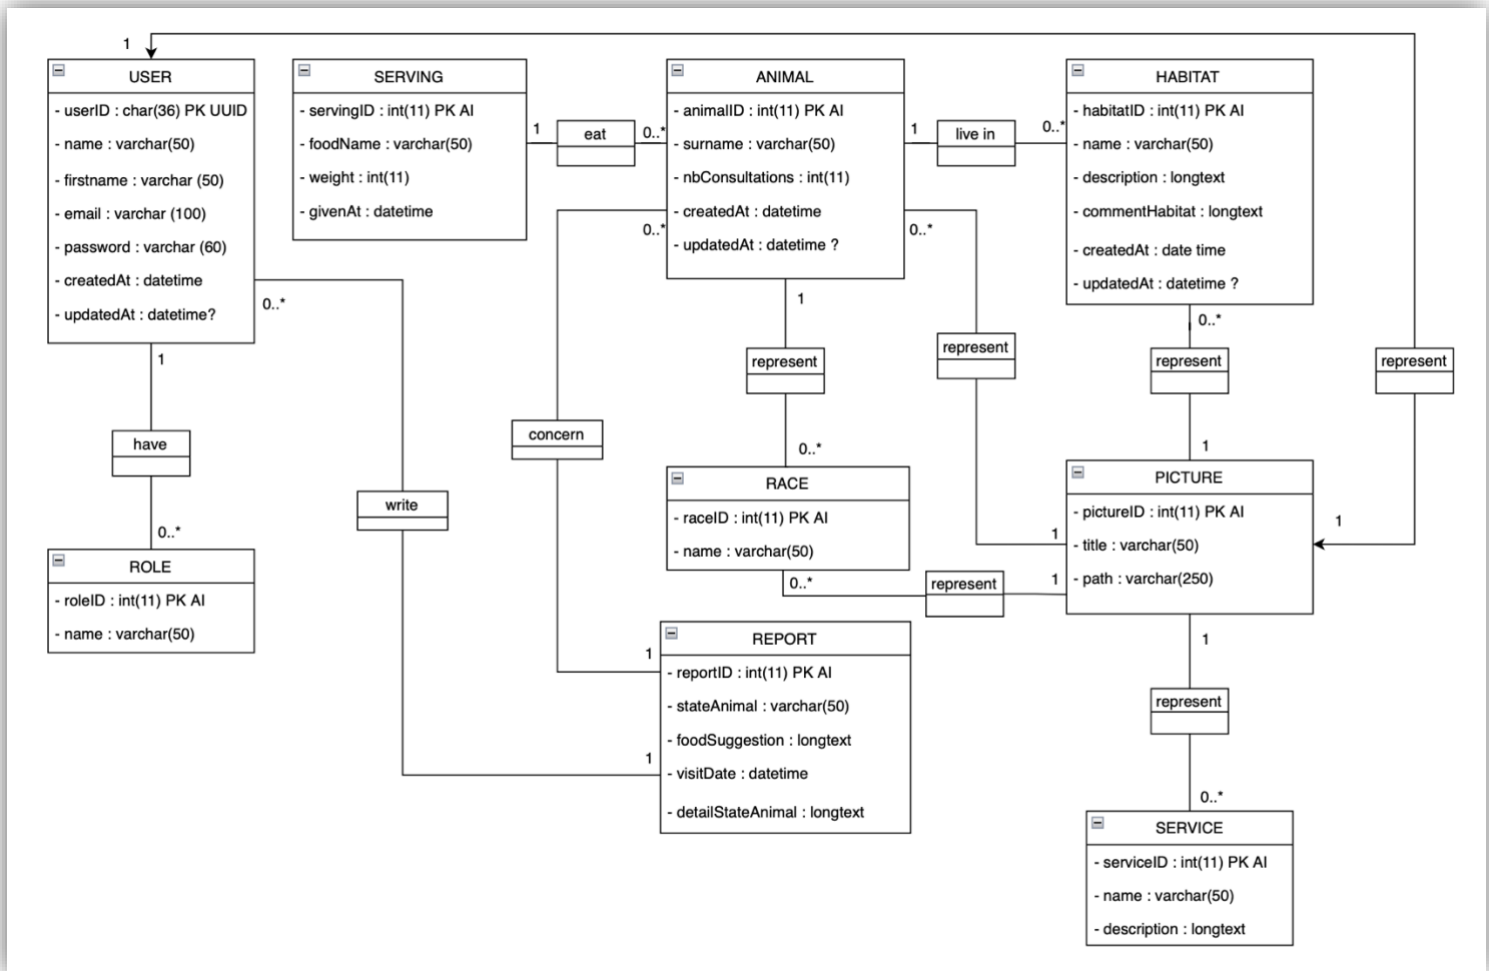 1
USER
- userID : char(36) PK UUID
- name : varchar(50)
- firstname : varchar (50)
- email : varchar (100)
- password : varchar (60)
- createdAt : datetime
- updatedAt : datetime?
SERVING
- servingID : int(11) PK AI
- foodName : varchar(50)
- weight : int(11)
- givenAt : datetime
1
eat
0..*
ANIMAL
- animalID : int(11) PK AI
- surname : varchar(50)
- nbConsultations : int(11)
- createdAt : datetime
- updatedAt : datetime ?
1
live in
0..*
HABITAT
- habitatID : int(11) PK AI
- name : varchar(50)
- description : longtext
- commentHabitat : longtext
- createdAt : date time
- updatedAt : datetime ?
0..*
0..*
0..*
1
0..*
1
represent
represent
represent
represent
1
have
0..*
concern
write
0..*
1
RACE
- raceID : int(11) PK AI
- name : varchar(50)
0..*
represent
1
1
PICTURE
- pictureID : int(11) PK AI
- title : varchar(50)
- path : varchar(250)
1
ROLE
- roleID : int(11) PK AI
- name : varchar(50)
1
1
REPORT
- reportID : int(11) PK AI
- stateAnimal : varchar(50)
- foodSuggestion : longtext
- visitDate : datetime
- detailStateAnimal : longtext
1
represent
0..*
SERVICE
- serviceID : int(11) PK AI
- name : varchar(50)
- description : longtext